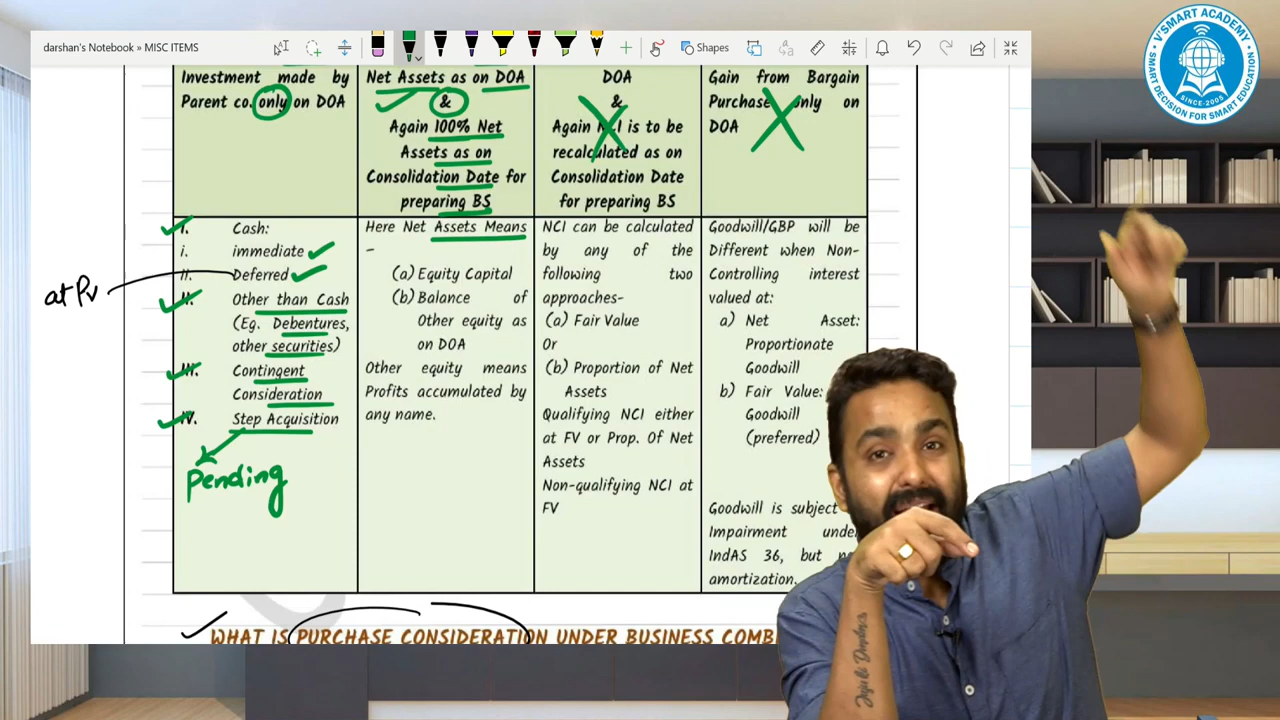 darshan's Notebook » MISC ITEMS
Shapes
V'SMART ACADEMY
SMART DECISION FOR SMART EDUCATION
SINCE-2005
Investment made by
Parent co. only on DOA
Net Assets as on DOA
&
Again 100% Net
Assets as on
Consolidation Date for
preparing BS
DOA
&
Again NCI is to be
recalculated as on
Consolidation Date
for preparing BS
Gain from Bargain
Purchase only on
DOA
I. Cash:
i. immediate
ii. Deferred
at PV
II. Other than Cash
(Eg. Debentures,
other securities)
III. Contingent
Consideration
IV. Step Acquisition
Pending
Here Net Assets Means
–
(a) Equity Capital
(b) Balance of
Other equity as
on DOA
Other equity means
Profits accumulated by
any name.
NCI can be calculated
by any of the
following two
approaches-
(a) Fair Value
Or
(b) Proportion of Net
Assets
Qualifying NCI either
at FV or Prop. Of Net
Assets
Non-qualifying NCI at
FV
Goodwill/GBP will be
Different when Non-
Controlling interest
valued at:
a) Net Asset:
Proportionate
Goodwill
b) Fair Value:
Goodwill
(preferred)
Goodwill is subject
Impairment under
IndAS 36, but
amortization.
WHAT IS PURCHASE CONSIDERATION UNDER BUSINESS